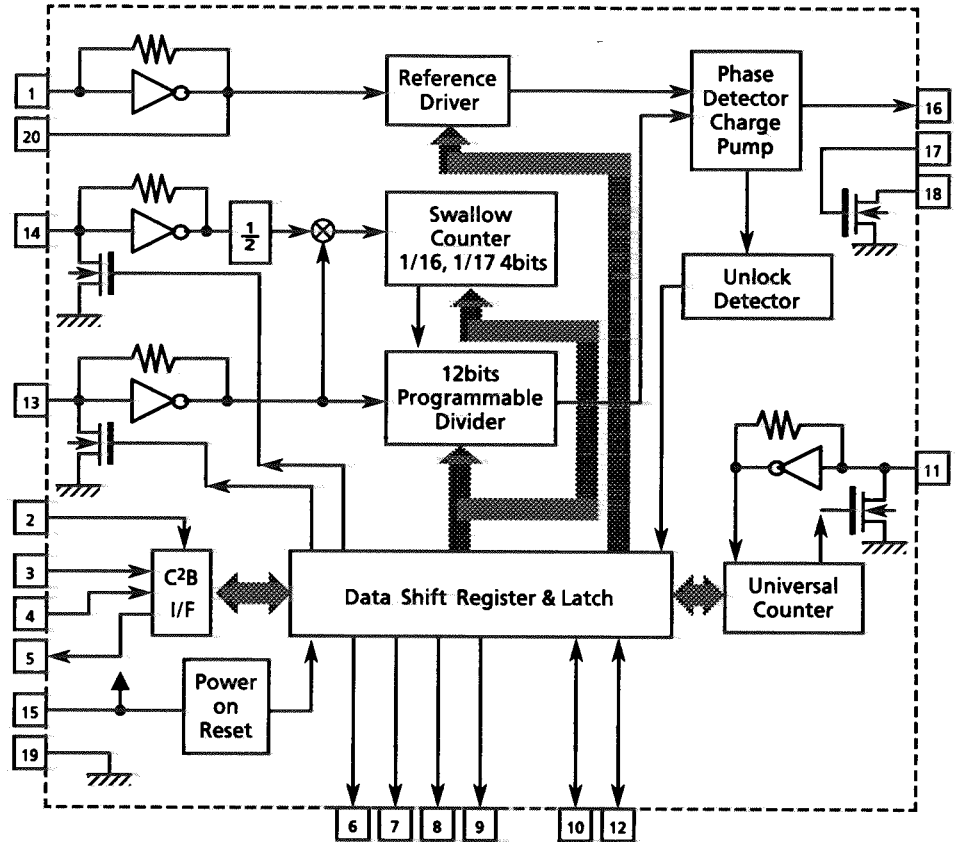 1
20
Reference
Driver
Phase
Detector
Charge
Pump
16
17
18
14
1
2
Swallow
Counter
1/16, 1/17 4bits
Unlock
Detector
13
12bits
Programmable
Divider
11
2
3
4
5
C²B
I/F
Data Shift Register & Latch
Universal
Counter
15
Power
on
Reset
19
6
7
8
9
10
12